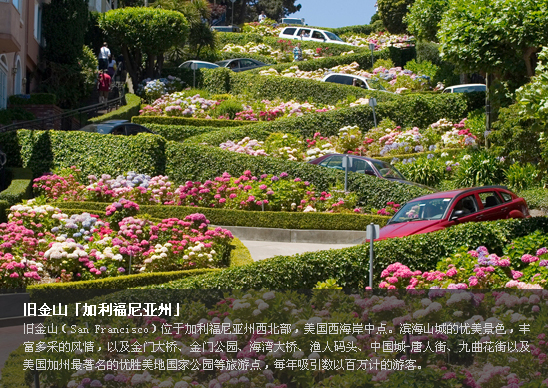 旧金山「加利福尼亚州」
旧金山（San Francisco）位于加利福尼亚州西北部，美国西海岸中点。滨海山城的优美景色，丰
富多采的风情，以及金门大桥、金门公园、海湾大桥、渔人码头、中国城-唐人街、九曲花街以及
美国加州最著名的优胜美地国家公园等旅游点，每年吸引数以百万计的游客。